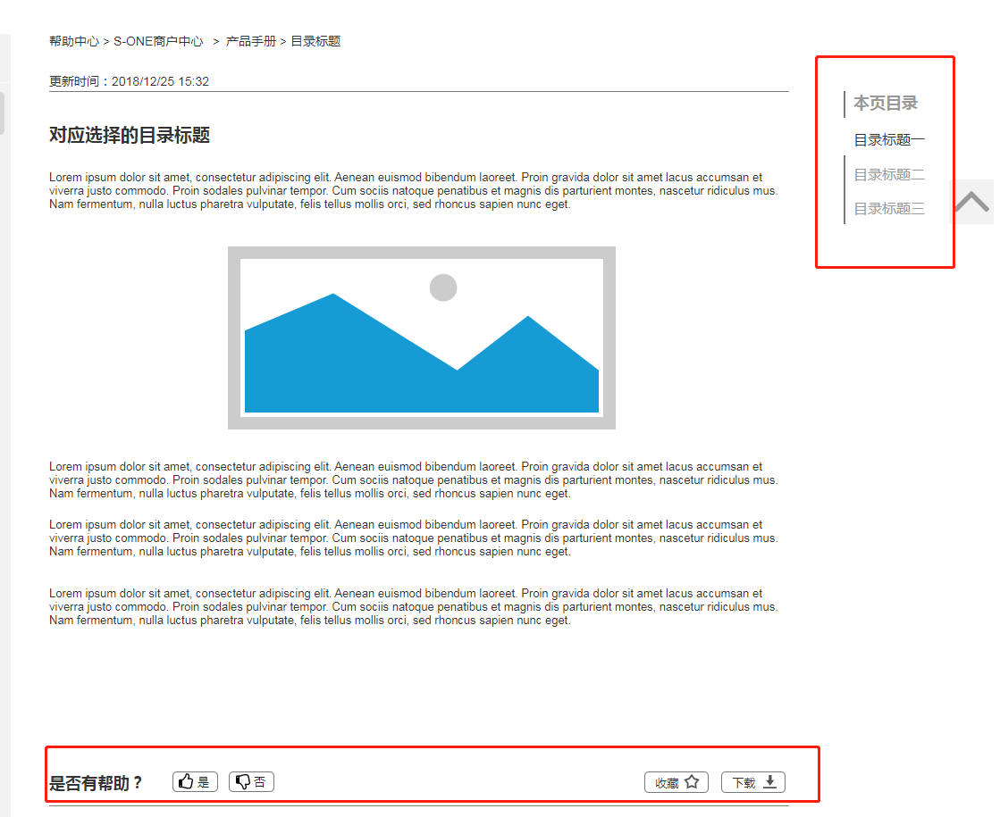 帮助中心 > S-ONE商户中心 > 产品手册 > 目录标题
更新时间：2018/12/25 15:32
对应选择的目录标题
Lorem ipsum dolor sit amet, consectetur adipiscing elit. Aenean euismod bibendum laoreet. Proin gravida dolor sit amet lacus accumsan et
viverra justo commodo. Proin sodales pulvinar tempor. Cum sociis natoque penatibus et magnis dis parturient montes, nascetur ridiculus mus.
Nam fermentum, nulla luctus pharetra vulputate, felis tellus mollis orci, sed rhoncus sapien nunc eget.
Lorem ipsum dolor sit amet, consectetur adipiscing elit. Aenean euismod bibendum laoreet. Proin gravida dolor sit amet lacus accumsan et
viverra justo commodo. Proin sodales pulvinar tempor. Cum sociis natoque penatibus et magnis dis parturient montes, nascetur ridiculus mus.
Nam fermentum, nulla luctus pharetra vulputate, felis tellus mollis orci, sed rhoncus sapien nunc eget.
Lorem ipsum dolor sit amet, consectetur adipiscing elit. Aenean euismod bibendum laoreet. Proin gravida dolor sit amet lacus accumsan et
viverra justo commodo. Proin sodales pulvinar tempor. Cum sociis natoque penatibus et magnis dis parturient montes, nascetur ridiculus mus.
Nam fermentum, nulla luctus pharetra vulputate, felis tellus mollis orci, sed rhoncus sapien nunc eget.
Lorem ipsum dolor sit amet, consectetur adipiscing elit. Aenean euismod bibendum laoreet. Proin gravida dolor sit amet lacus accumsan et
viverra justo commodo. Proin sodales pulvinar tempor. Cum sociis natoque penatibus et magnis dis parturient montes, nascetur ridiculus mus.
Nam fermentum, nulla luctus pharetra vulputate, felis tellus mollis orci, sed rhoncus sapien nunc eget.
是否有帮助？ 是 否 收藏 下载
本页目录
目录标题一
目录标题二
目录标题三